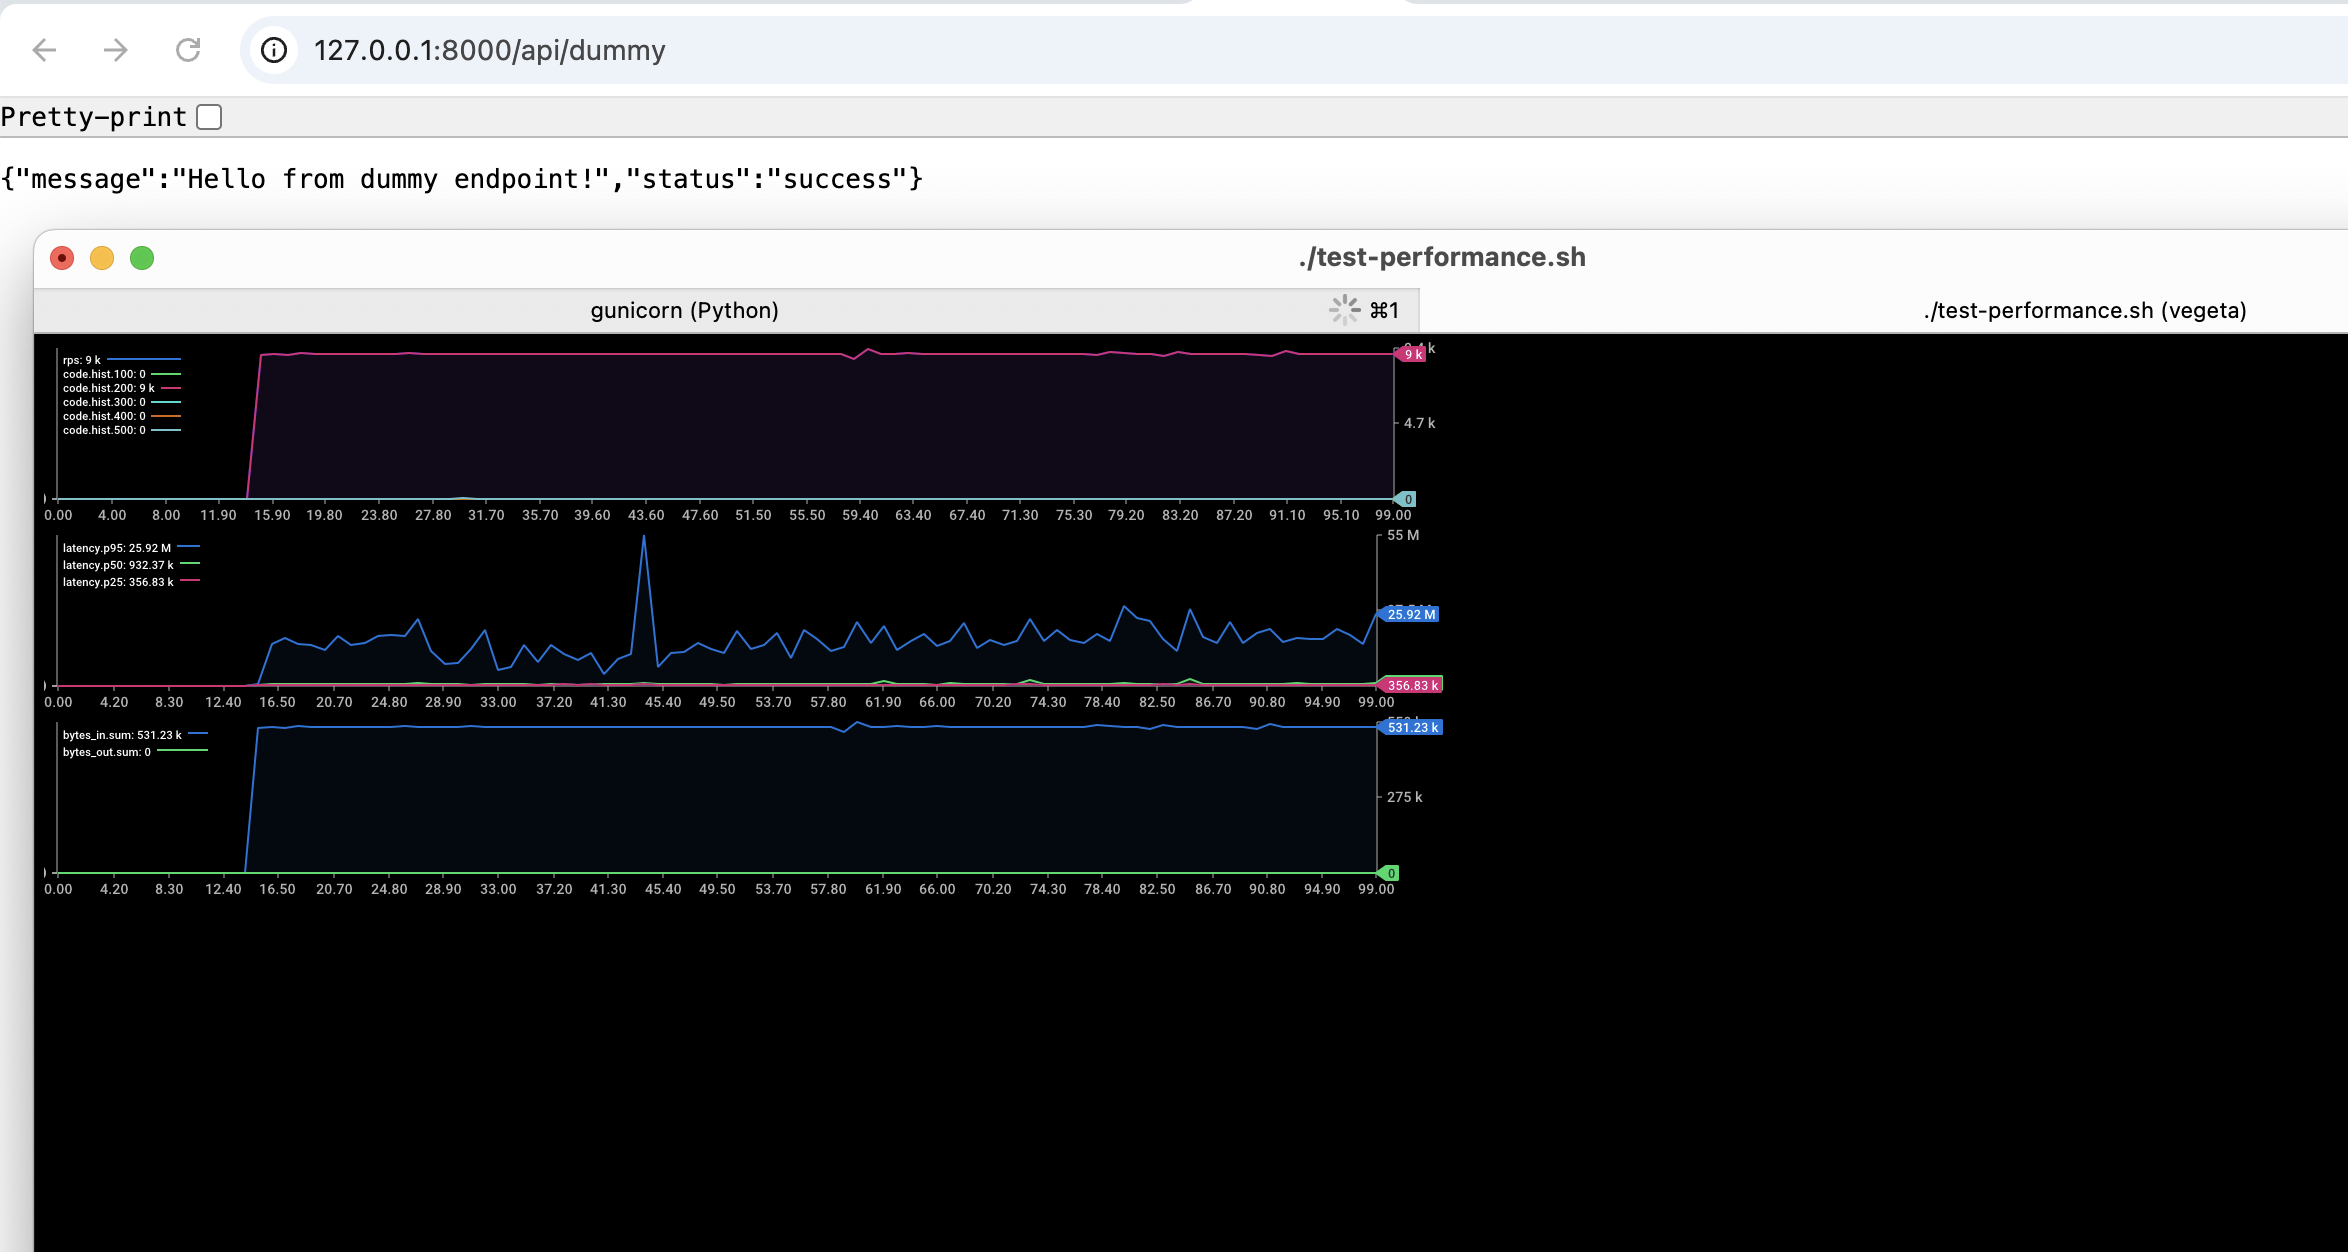 127.0.0.1:8000/api/dummy
Pretty-print
{"message":"Hello from dummy endpoint!","status":"success"}
./test-performance.sh
gunicorn (Python) ⌘1 ./test-performance.sh (vegeta)
rps: 9 k
code.hist.100: 0
code.hist.200: 9 k
code.hist.300: 0
code.hist.400: 0
code.hist.500: 0
9 k
4.7 k
0
0.00 4.00 8.00 11.90 15.90 19.80 23.80 27.80 31.70 35.70 39.60 43.60 47.60 51.50 55.50 59.40 63.40 67.40 71.30 75.30 79.20 83.20 87.20 91.10 95.10 99.00
latency.p95: 25.92 M
latency.p50: 932.37 k
latency.p25: 356.83 k
55 M
25.92 M
356.83 k
0.00 4.20 8.30 12.40 16.50 20.70 24.80 28.90 33.00 37.20 41.30 45.40 49.50 53.70 57.80 61.90 66.00 70.20 74.30 78.40 82.50 86.70 90.80 94.90 99.00
bytes_in.sum: 531.23 k
bytes_out.sum: 0
531.23 k
275 k
0
0.00 4.20 8.30 12.40 16.50 20.70 24.80 28.90 33.00 37.20 41.30 45.40 49.50 53.70 57.80 61.90 66.00 70.20 74.30 78.40 82.50 86.70 90.80 94.90 99.00